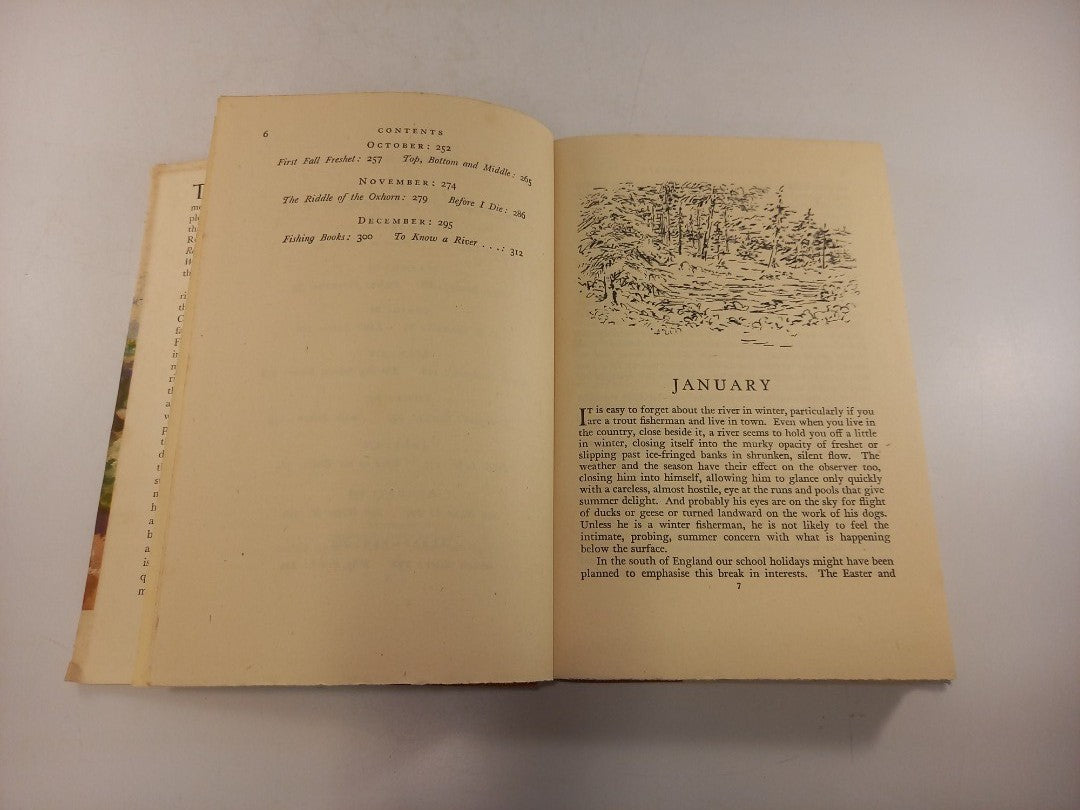 6
CONTENTS
OCTOBER: 252
First Fall Freshet: 257 Top, Bottom and Middle: 265
NOVEMBER: 274
The Riddle of the Oxhorn: 279 Before I Die: 286
DECEMBER: 295
Fishing Books: 300 To Know a River . . .: 312
JANUARY
IT is easy to forget about the river in winter, particularly if you
are a trout fisherman and live in town. Even when you live in
the country, close beside it, a river seems to hold you off a little
in winter, closing itself into the murky opacity of freshet or
slipping past ice-fringed banks in shrunken, silent flow. The
weather and the season have their effect on the observer too,
closing him into himself, allowing him to glance only quickly
with a careless, almost hostile, eye at the runs and pools that give
summer delight. And probably his eyes are on the sky for flight
of ducks or geese or turned landward on the work of his dogs.
Unless he is a winter fisherman, he is not likely to feel the
intimate, probing, summer concern with what is happening
below the surface.
In the south of England our school holidays might have been
planned to emphasise this break in interests. The Easter and
7